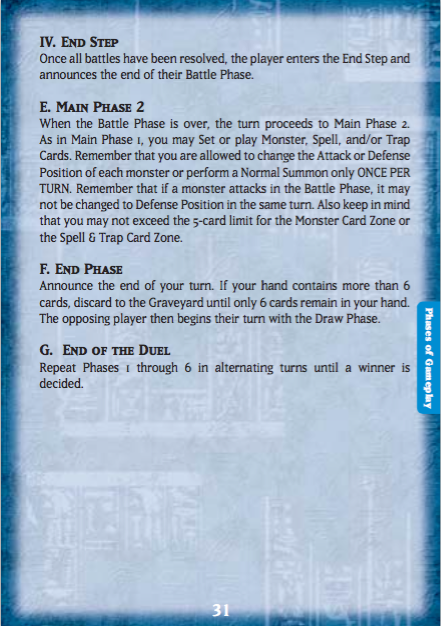 IV. End Step
Once all battles have been resolved, the player enters the End Step and
announces the end of their Battle Phase.
E. Main Phase 2
When the Battle Phase is over, the turn proceeds to Main Phase 2.
As in Main Phase 1, you may Set or play Monster, Spell, and/or Trap
Cards. Remember that you are allowed to change the Attack or Defense
Position of each monster or perform a Normal Summon only ONCE PER
TURN. Remember that if a monster attacks in the Battle Phase, it may
not be changed to Defense Position in the same turn. Also keep in mind
that you may not exceed the 5-card limit for the Monster Card Zone or
the Spell & Trap Card Zone.
F. End Phase
Announce the end of your turn. If your hand contains more than 6
cards, discard to the Graveyard until only 6 cards remain in your hand.
The opposing player then begins their turn with the Draw Phase.
G. End of the Duel
Repeat Phases 1 through 6 in alternating turns until a winner is
decided.
Phases of Gameplay
31